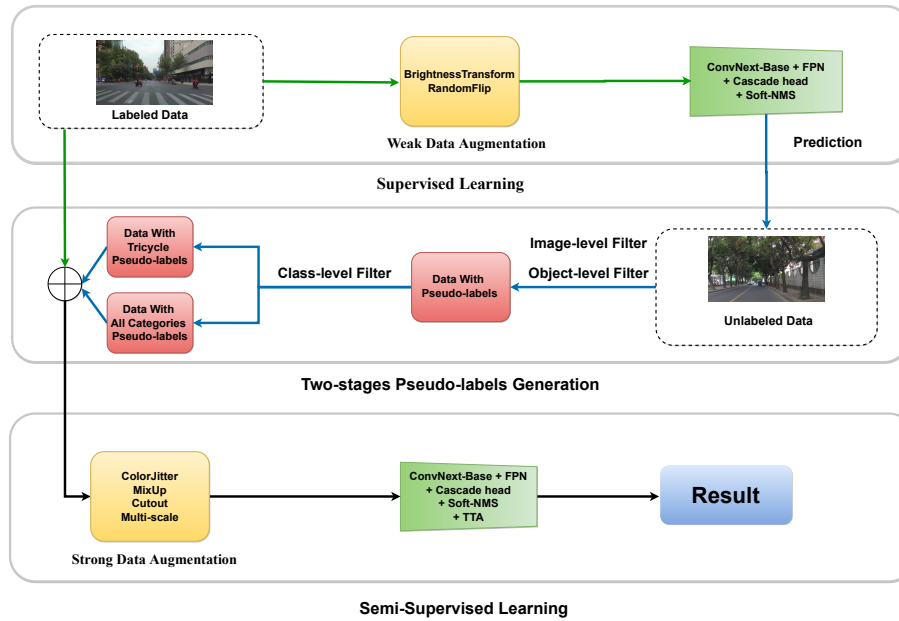 Labeled Data
BrightnessTransform
RandomFlip
Weak Data Augmentation
ConvNext-Base + FPN
+ Cascade head
+ Soft-NMS
Prediction
Supervised Learning
Data With
Tricycle
Pseudo-labels
Data With
All Categories
Pseudo-labels
Class-level Filter
Data With
Pseudo-labels
Image-level Filter
Object-level Filter
Unlabeled Data
Two-stages Pseudo-labels Generation
ColorJitter
MixUp
Cutout
Multi-scale
Strong Data Augmentation
ConvNext-Base + FPN
+ Cascade head
+ Soft-NMS
+ TTA
Result
Semi-Supervised Learning